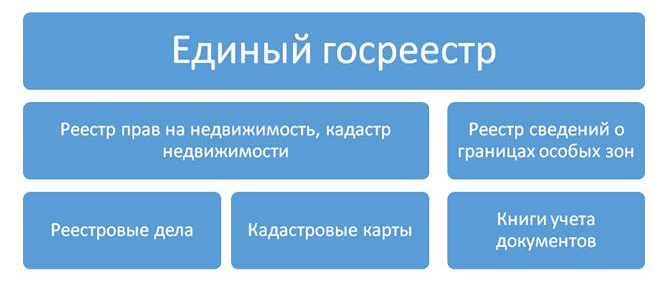 Единый госреестр
Реестр прав на недвижимость, кадастр
недвижимости
Реестр сведений о
границах особых зон
Реестровые дела
Кадастровые карты
Книги учета
документов